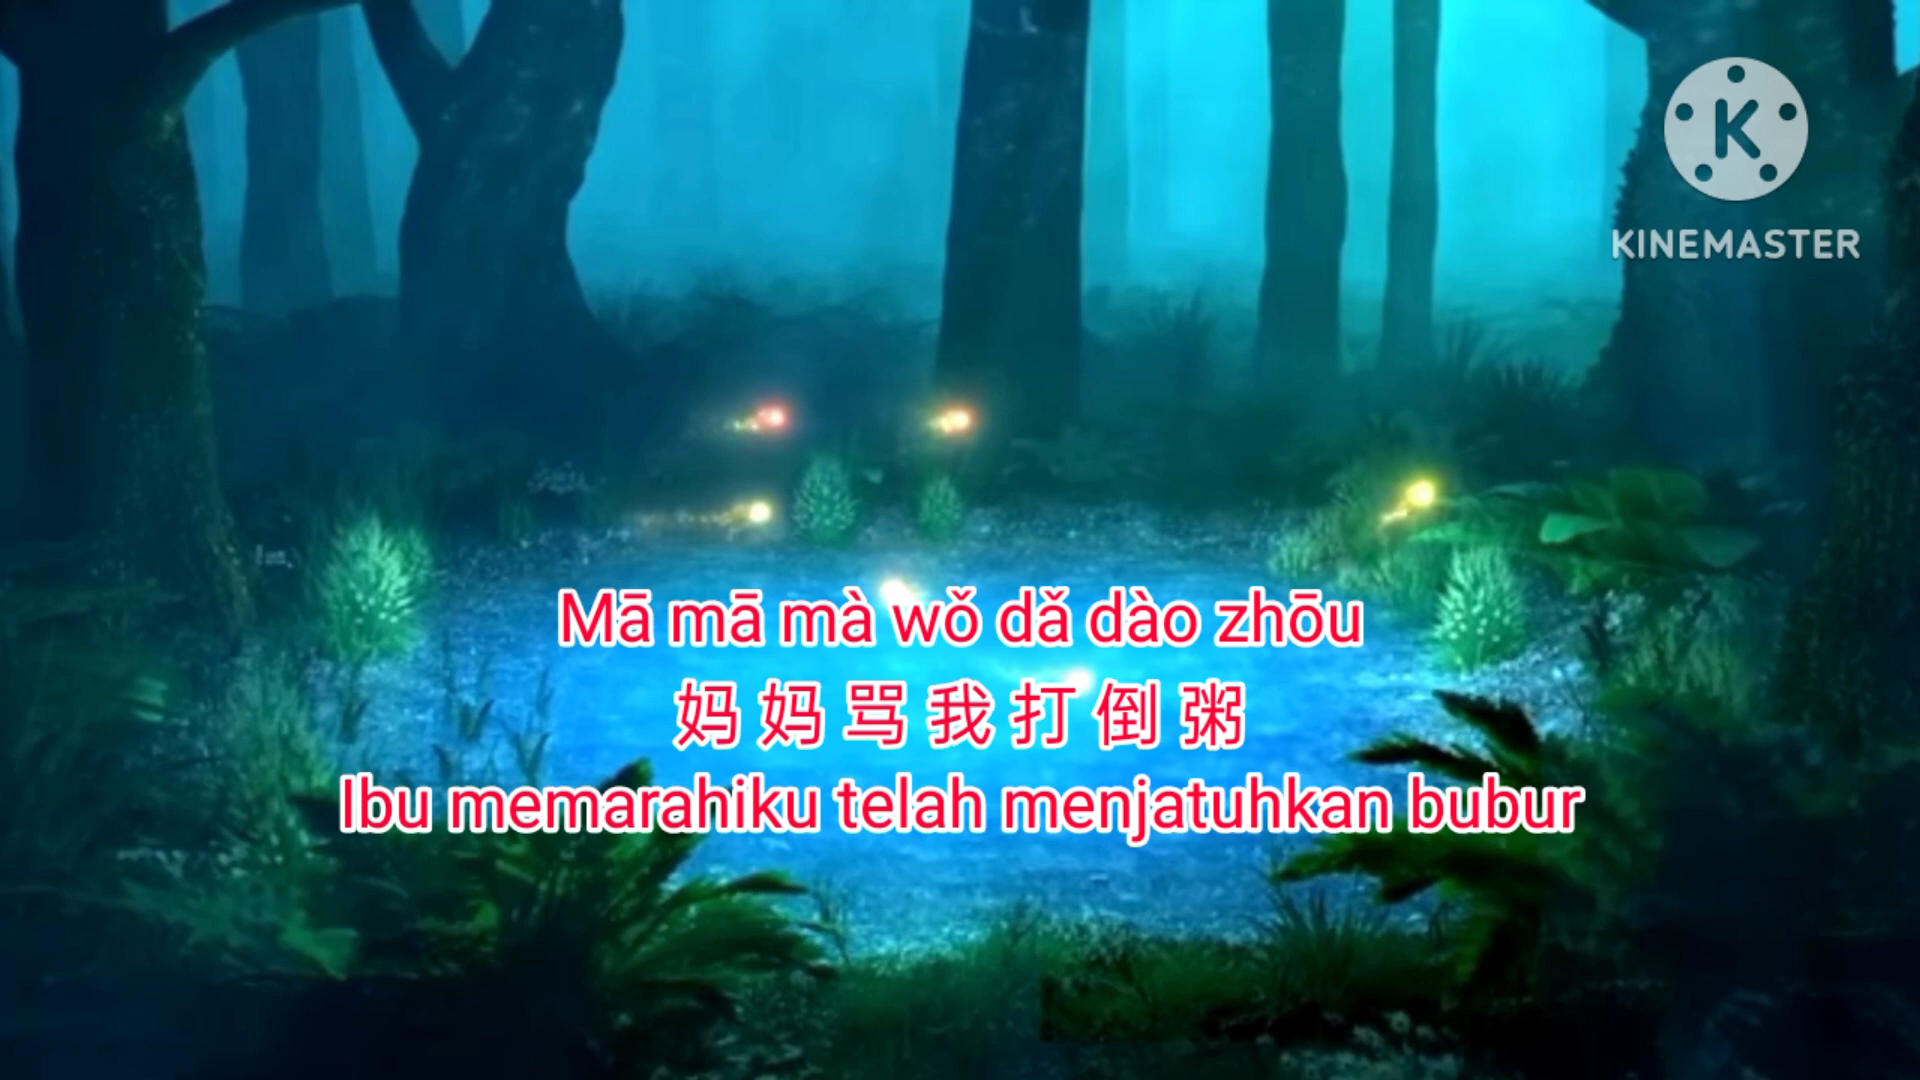 K
KINEMASTER
Mā mā mà wǒ dǎ dào zhōu
妈 妈 骂 我 打 倒 粥
Ibu memarahiku telah menjatuhkan bubur